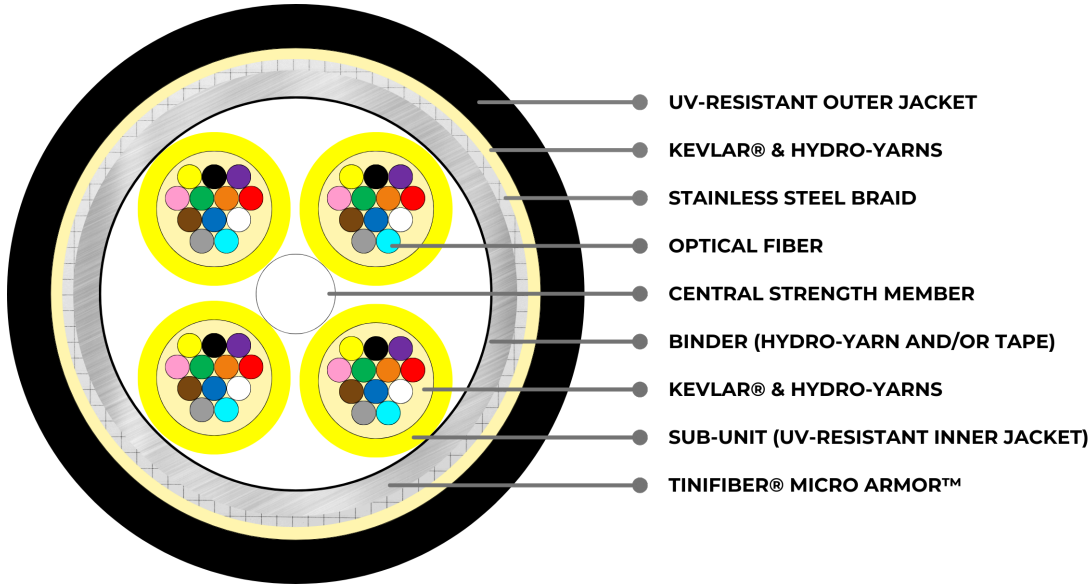 UV-RESISTANT OUTER JACKET
KEVLAR® & HYDRO-YARNS
STAINLESS STEEL BRAID
OPTICAL FIBER
CENTRAL STRENGTH MEMBER
BINDER (HYDRO-YARN AND/OR TAPE)
KEVLAR® & HYDRO-YARNS
SUB-UNIT (UV-RESISTANT INNER JACKET)
TINIFIBER® MICRO ARMOR™